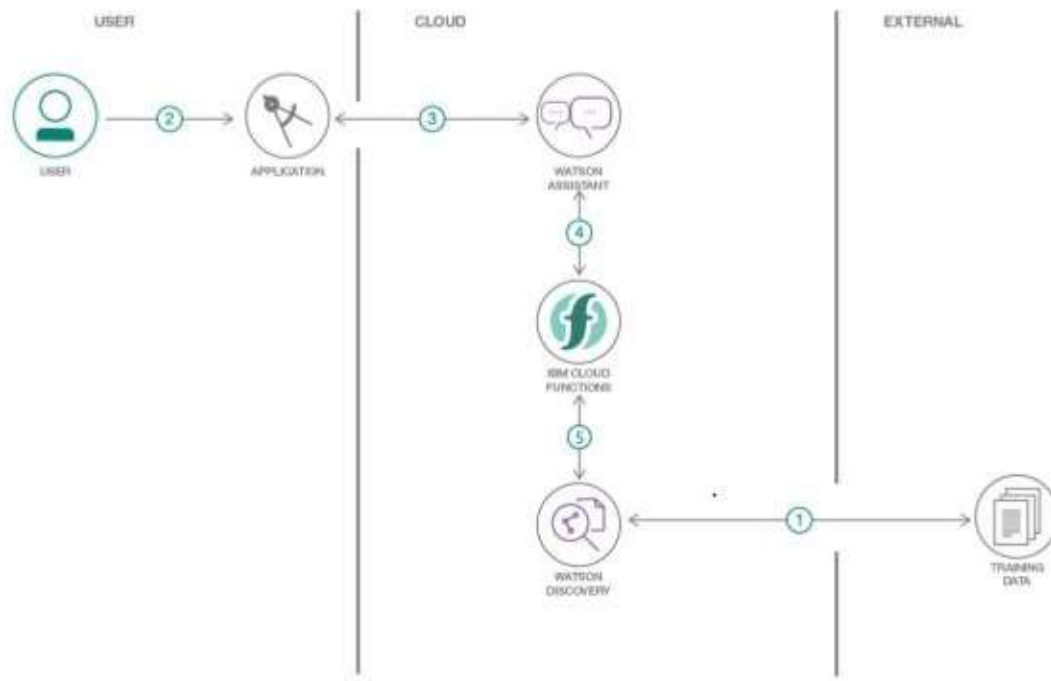 USER
CLOUD
EXTERNAL
2
3
USER
APPLICATION
WATSON
ASSISTANT
4
IBM CLOUD
FUNCTIONS
5
1
WATSON
DISCOVERY
TRAINING
DATA